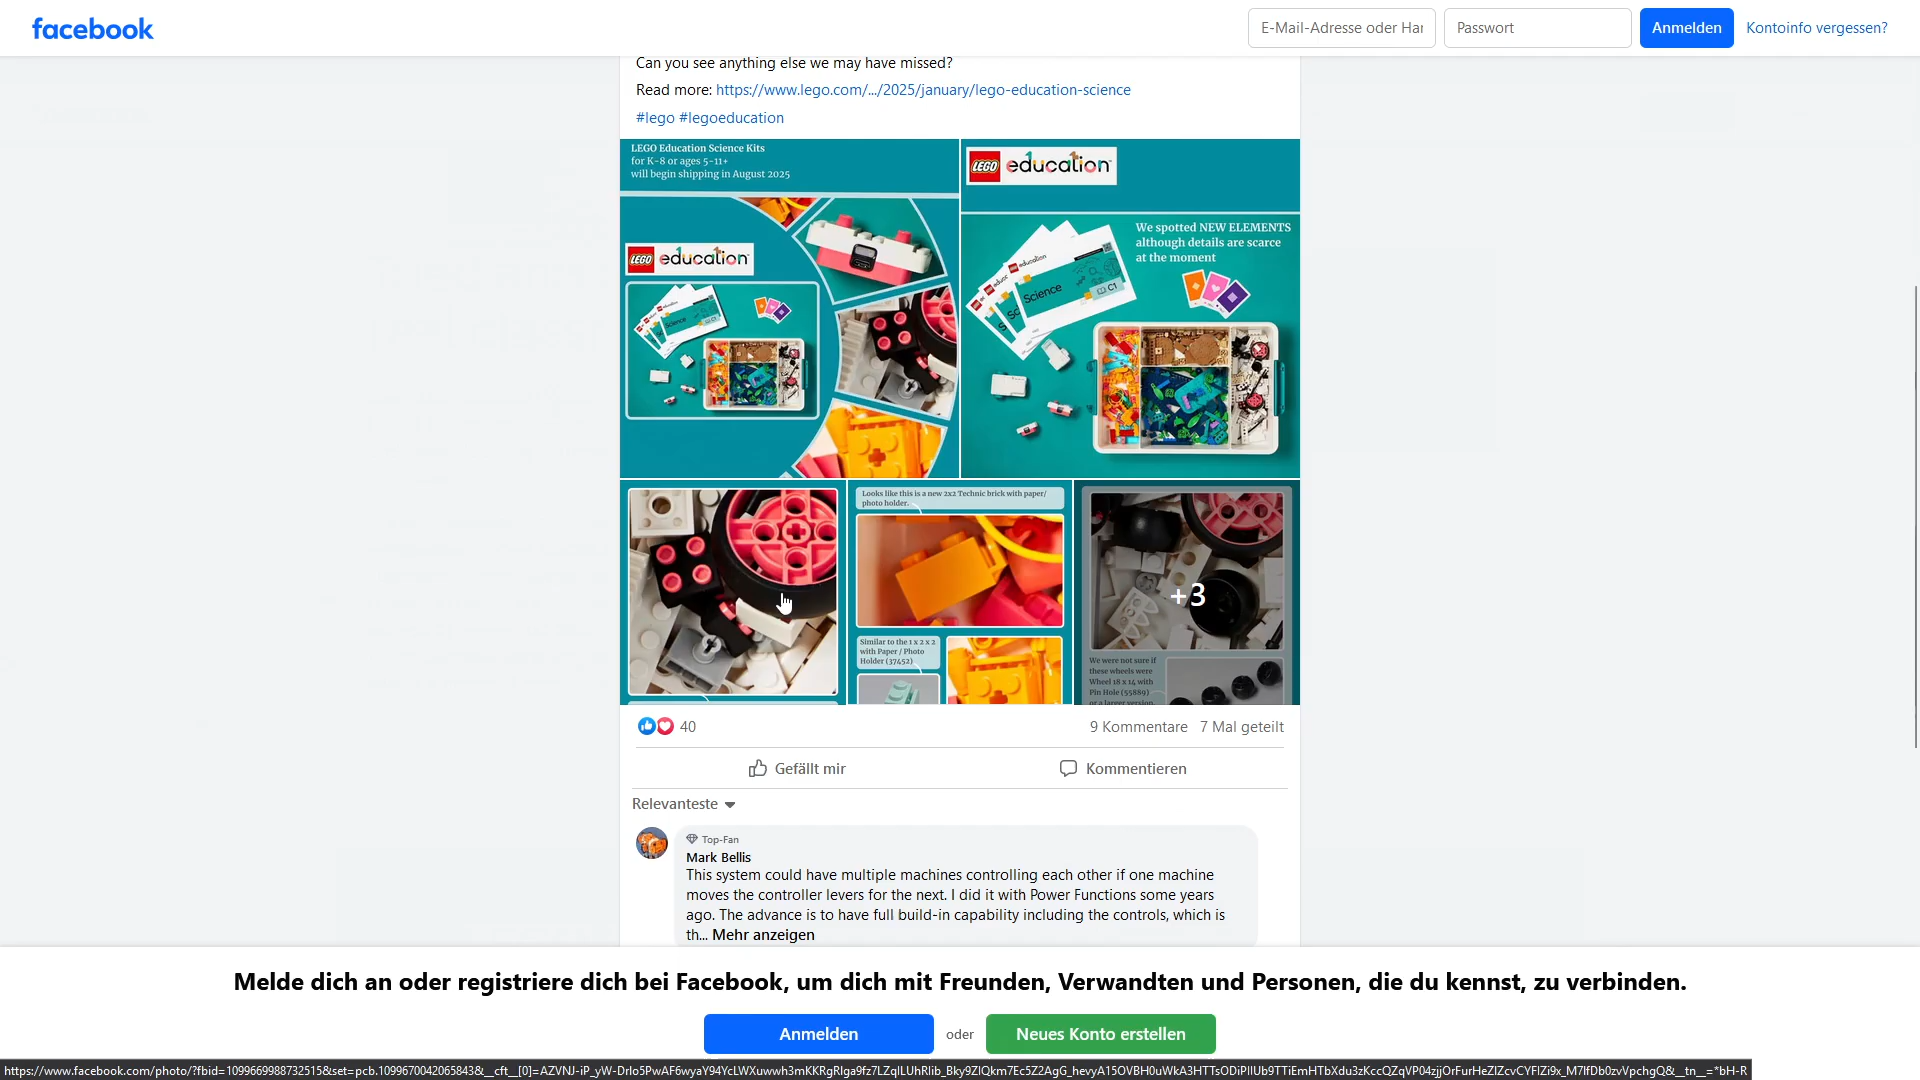 facebook
E-Mail-Adresse oder Har
Passwort
Anmelden
Kontoinfo vergessen?
Can you see anything else we may have missed?
Read more: https://www.lego.com/.../2025/january/lego-education-science
#lego #legoeducation
LEGO Education Science Kits
for K-8 or ages 5-11+
will begin shipping in August 2025
LEGO education
Science
LEGO education
We spotted NEW ELEMENTS
although details are scarce
at the moment
education
Science
C1
Looks like this is a new 2x2 Technic brick with paper/
photo holder.
Similar to the 1 x 2 x 2
with Paper / Photo
Holder (37452)
+3
We were not sure if
these wheels were
Wheel 18 x 14 with
Pin Hole (55889)
or a larger version.
40
9 Kommentare
7 Mal geteilt
Gefällt mir
Kommentieren
Relevanteste
Top-Fan
Mark Bellis
This system could have multiple machines controlling each other if one machine
moves the controller levers for the next. I did it with Power Functions some years
ago. The advance is to have full build-in capability including the controls, which is
th... Mehr anzeigen
Melde dich an oder registriere dich bei Facebook, um dich mit Freunden, Verwandten und Personen, die du kennst, zu verbinden.
Anmelden
oder
Neues Konto erstellen